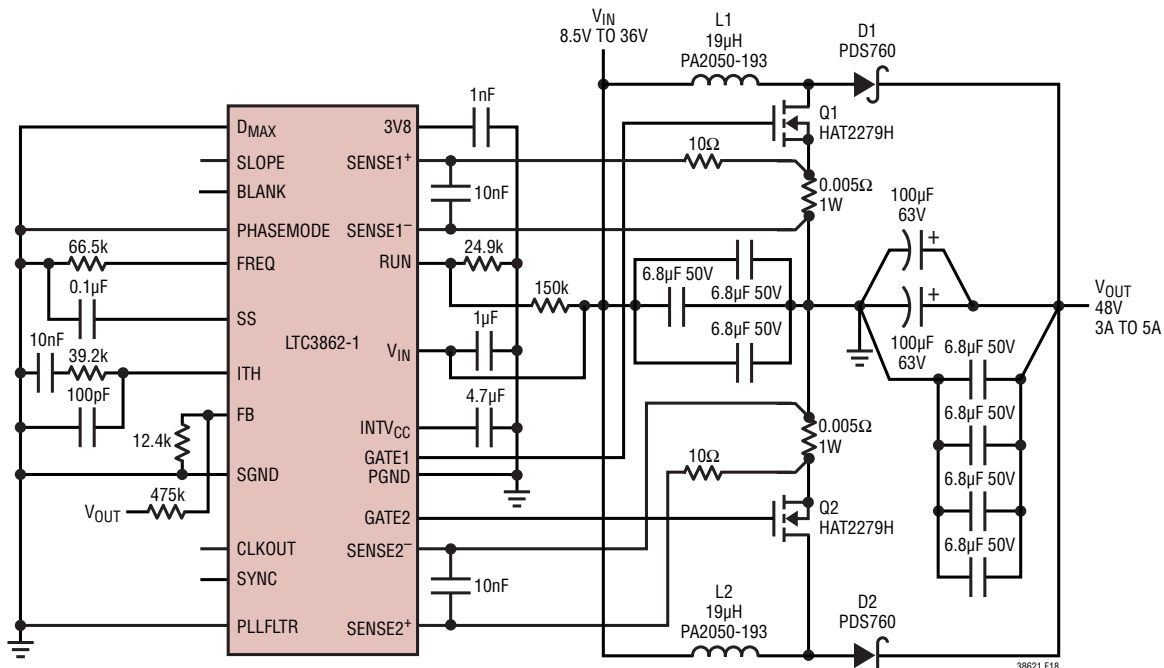 VIN
8.5V TO 36V
L1
19µH
PA2050-193
D1
PDS760
1nF
Q1
HAT2279H
DMAX
3V8
10Ω
SLOPE
SENSE1+
0.005Ω
1W
BLANK
10nF
100µF
63V
+
PHASEMODE
SENSE1–
66.5k
24.9k
FREQ
RUN
6.8µF 50V
6.8µF 50V
0.1µF
150k
VOUT
48V
3A TO 5A
+
SS
1µF
10nF
39.2k
LTC3862-1
VIN
6.8µF 50V
100µF
63V
6.8µF 50V
ITH
100pF
4.7µF
6.8µF 50V
FB
12.4k
INTVCC
0.005Ω
1W
GATE1
10Ω
6.8µF 50V
SGND
PGND
475k
VOUT
GATE2
Q2
HAT2279H
6.8µF 50V
CLKOUT
SENSE2–
SYNC
10nF
L2
19µH
PA2050-193
D2
PDS760
PLLFLTR
SENSE2+
38621 F18